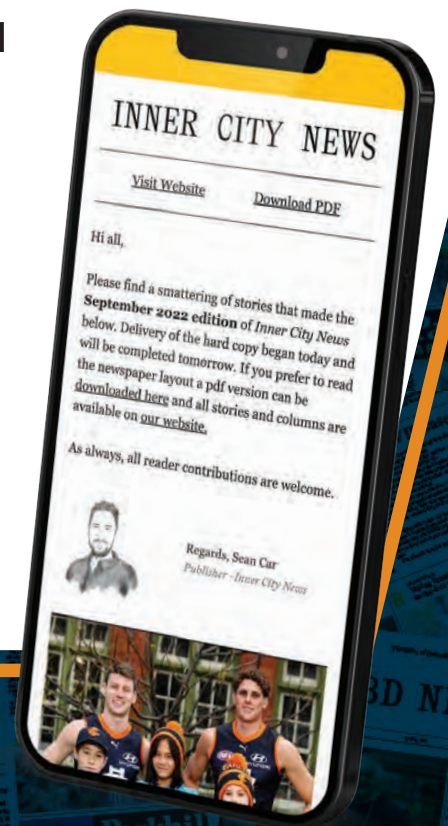 INNER CITY NEWS
Visit Website Download PDF
Hi all,
Please find a smattering of stories that made the
September 2022 edition of Inner City News
below. Delivery of the hard copy began today and
will be completed tomorrow. If you prefer to read
the newspaper layout a pdf version can be
downloaded here and all stories and columns are
available on our website.
As always, all reader contributions are welcome.
Regards, Sean Car
Publisher - Inner City News
BD N